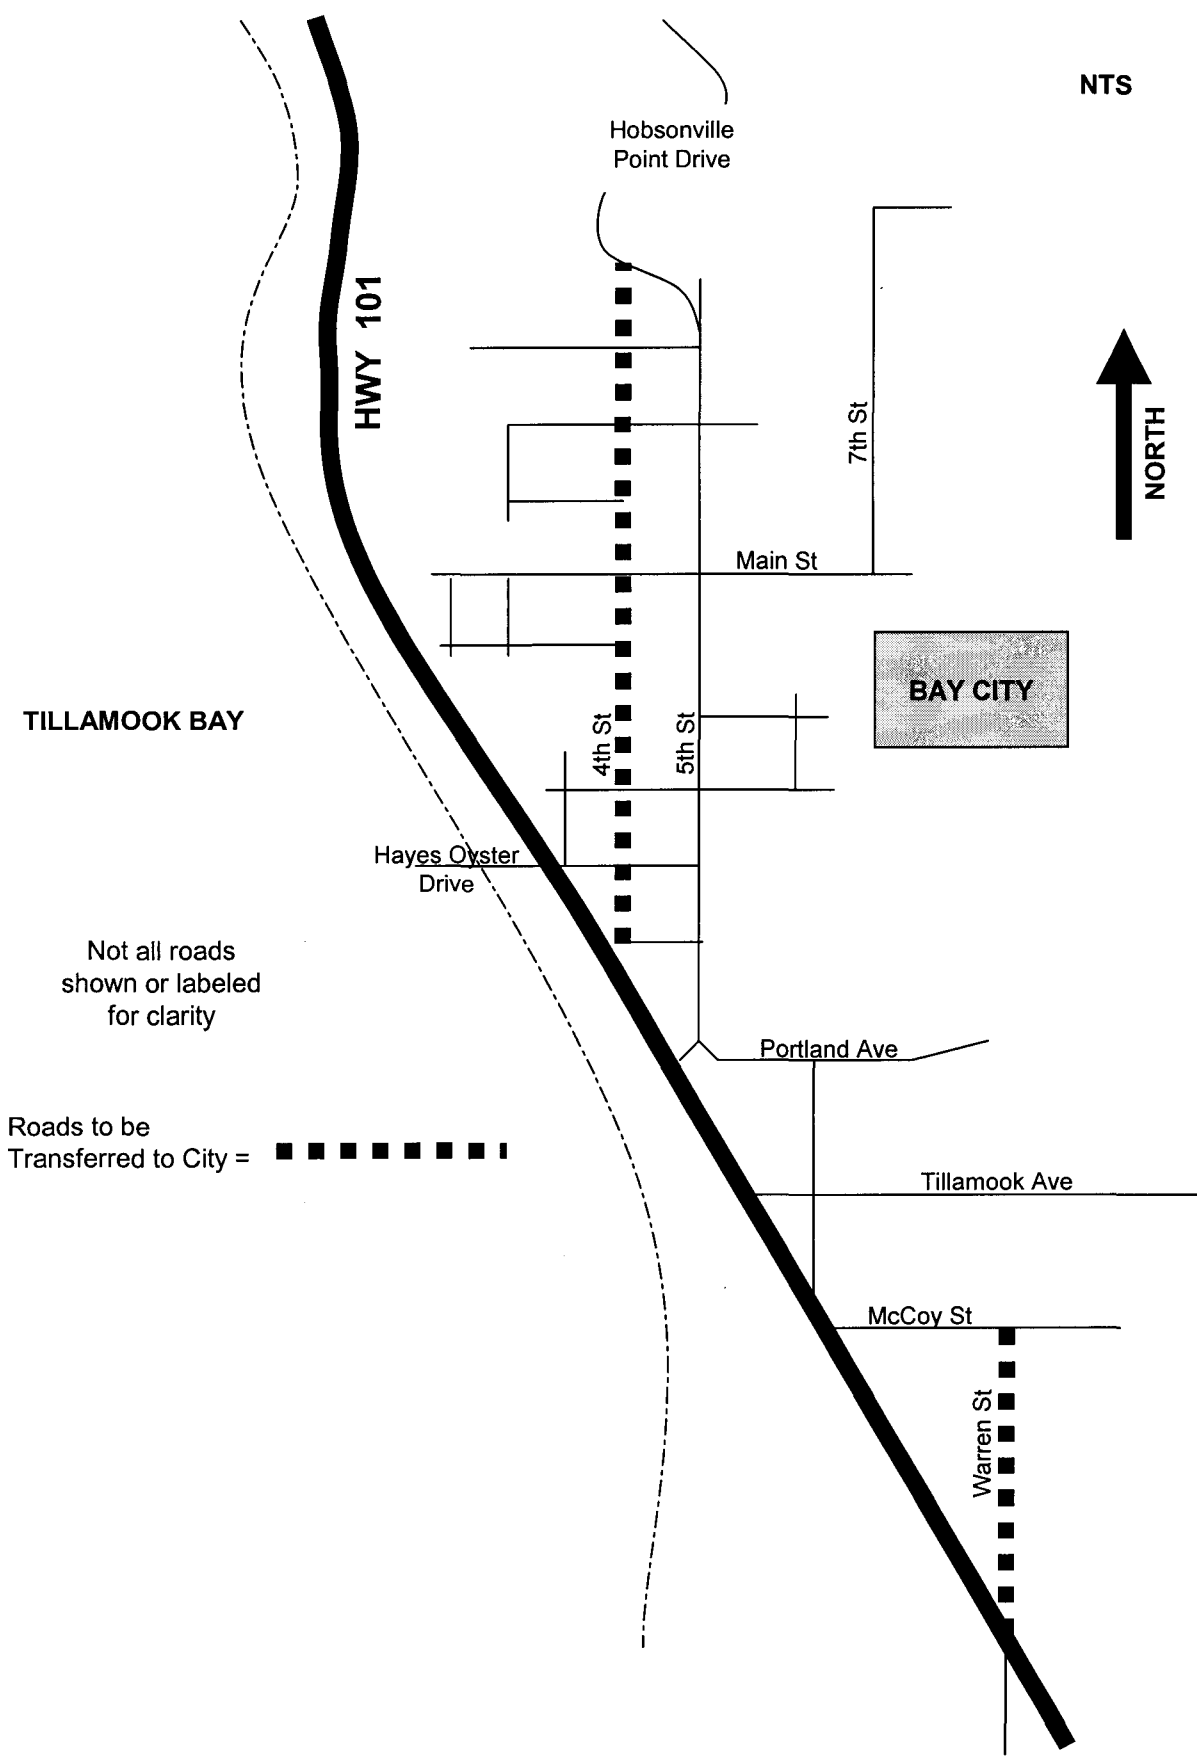 NTS
Hobsonville
Point Drive
HWY 101
7th St
NORTH
Main St
BAY CITY
TILLAMOOK BAY
4th St
5th St
Hayes Oyster
Drive
Not all roads
shown or labeled
for clarity
Portland Ave
Roads to be
Transferred to City =
Tillamook Ave
McCoy St
Warren St